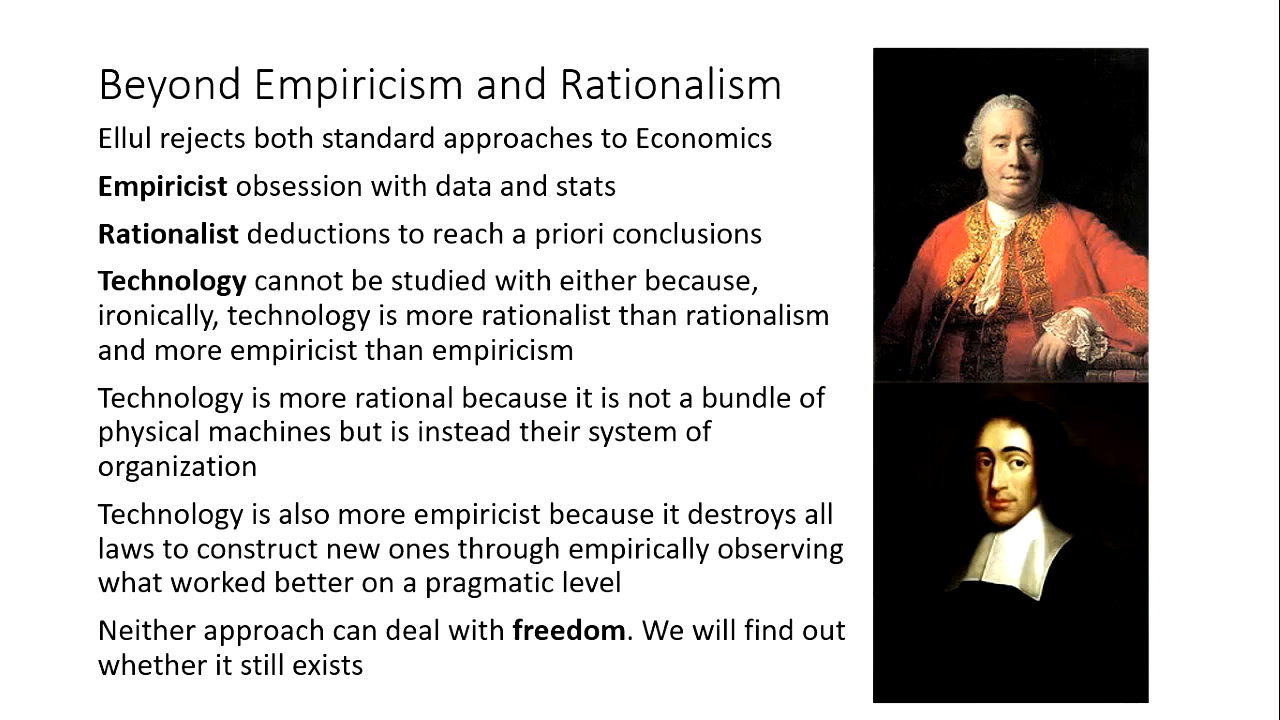 Beyond Empiricism and Rationalism
Ellul rejects both standard approaches to Economics
Empiricist obsession with data and stats
Rationalist deductions to reach a priori conclusions
Technology cannot be studied with either because,
ironically, technology is more rationalist than rationalism
and more empiricist than empiricism
Technology is more rational because it is not a bundle of
physical machines but is instead their system of
organization
Technology is also more empiricist because it destroys all
laws to construct new ones through empirically observing
what worked better on a pragmatic level
Neither approach can deal with freedom. We will find out
whether it still exists